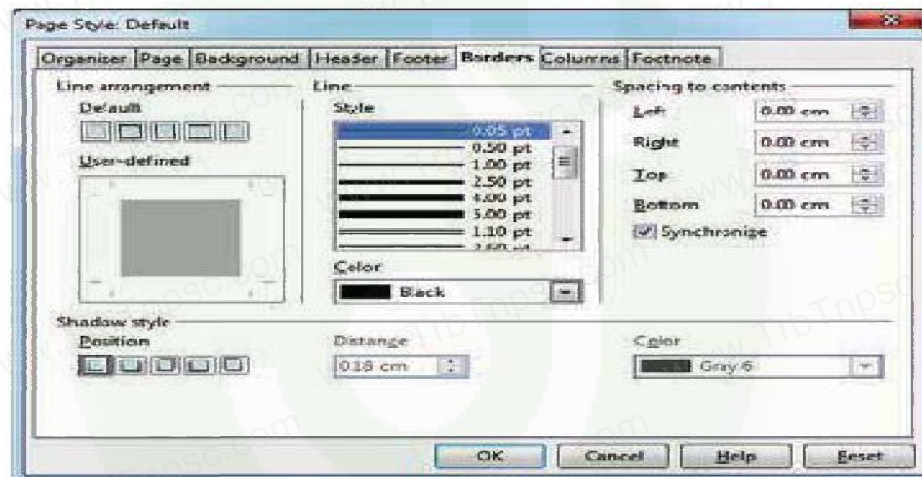 Page Style: Default
Organizer Page Background Header Footer Borders Columns Footnote
Line arrangement
Default
User-defined
Line
Style
0.05 pt
0.50 pt
1.00 pt
2.50 pt
4.00 pt
5.00 pt
1.10 pt
2.60 pt
Color
Black
Spacing to contents
Left 0.00 cm
Right 0.00 cm
Top 0.00 cm
Bottom 0.00 cm
Synchronize
Shadow style
Position
Distance
0.18 cm
Color
Gray 6
OK Cancel Help Reset